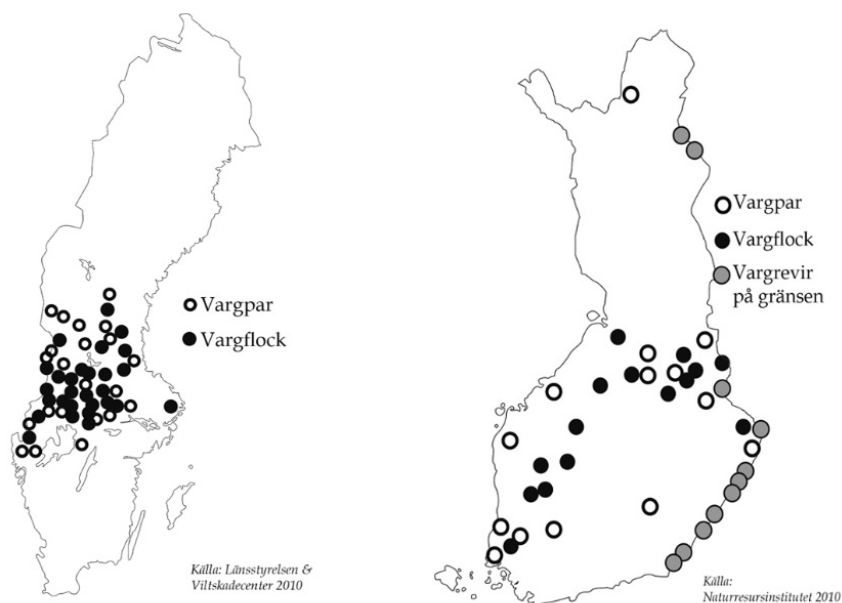 Vargpar
Vargflock
Källa: Länsstyrelsen &
Viltskadecenter 2010
Vargpar
Vargflock
Vargrevir
på gränsen
Källa:
Naturresursinstitutet 2010